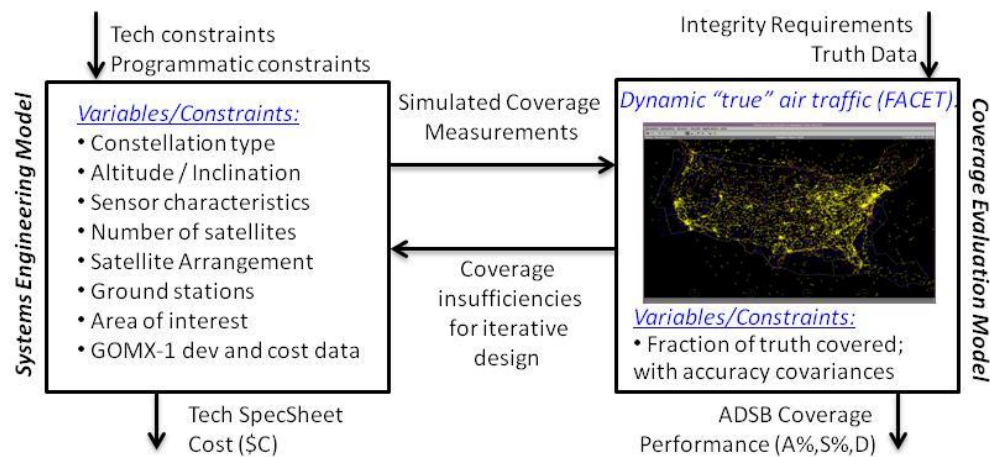 Tech constraints
Programmatic constraints
Integrity Requirements
Truth Data
Systems Engineering Model
Variables/Constraints:
• Constellation type
• Altitude / Inclination
• Sensor characteristics
• Number of satellites
• Satellite Arrangement
• Ground stations
• Area of interest
• GOMX-1 dev and cost data
Simulated Coverage
Measurements
Coverage
insufficiencies
for iterative
design
Dynamic “true” air traffic (FACET).
Variables/Constraints:
• Fraction of truth covered;
with accuracy covariances
Coverage Evaluation Model
Tech SpecSheet
Cost ($C)
ADSB Coverage
Performance (A%,S%,D)